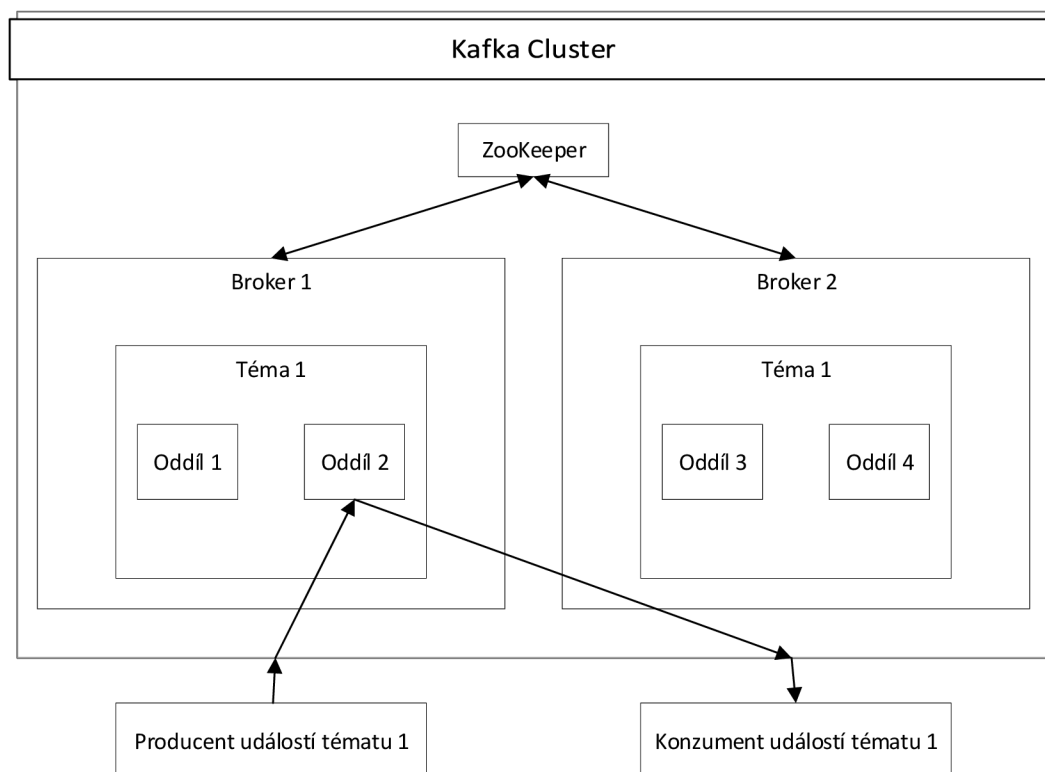 Kafka Cluster
ZooKeeper
Broker 1
Broker 2
Téma 1
Téma 1
Oddíl 1
Oddíl 2
Oddíl 3
Oddíl 4
Producent událostí tématu 1
Konzument událostí tématu 1